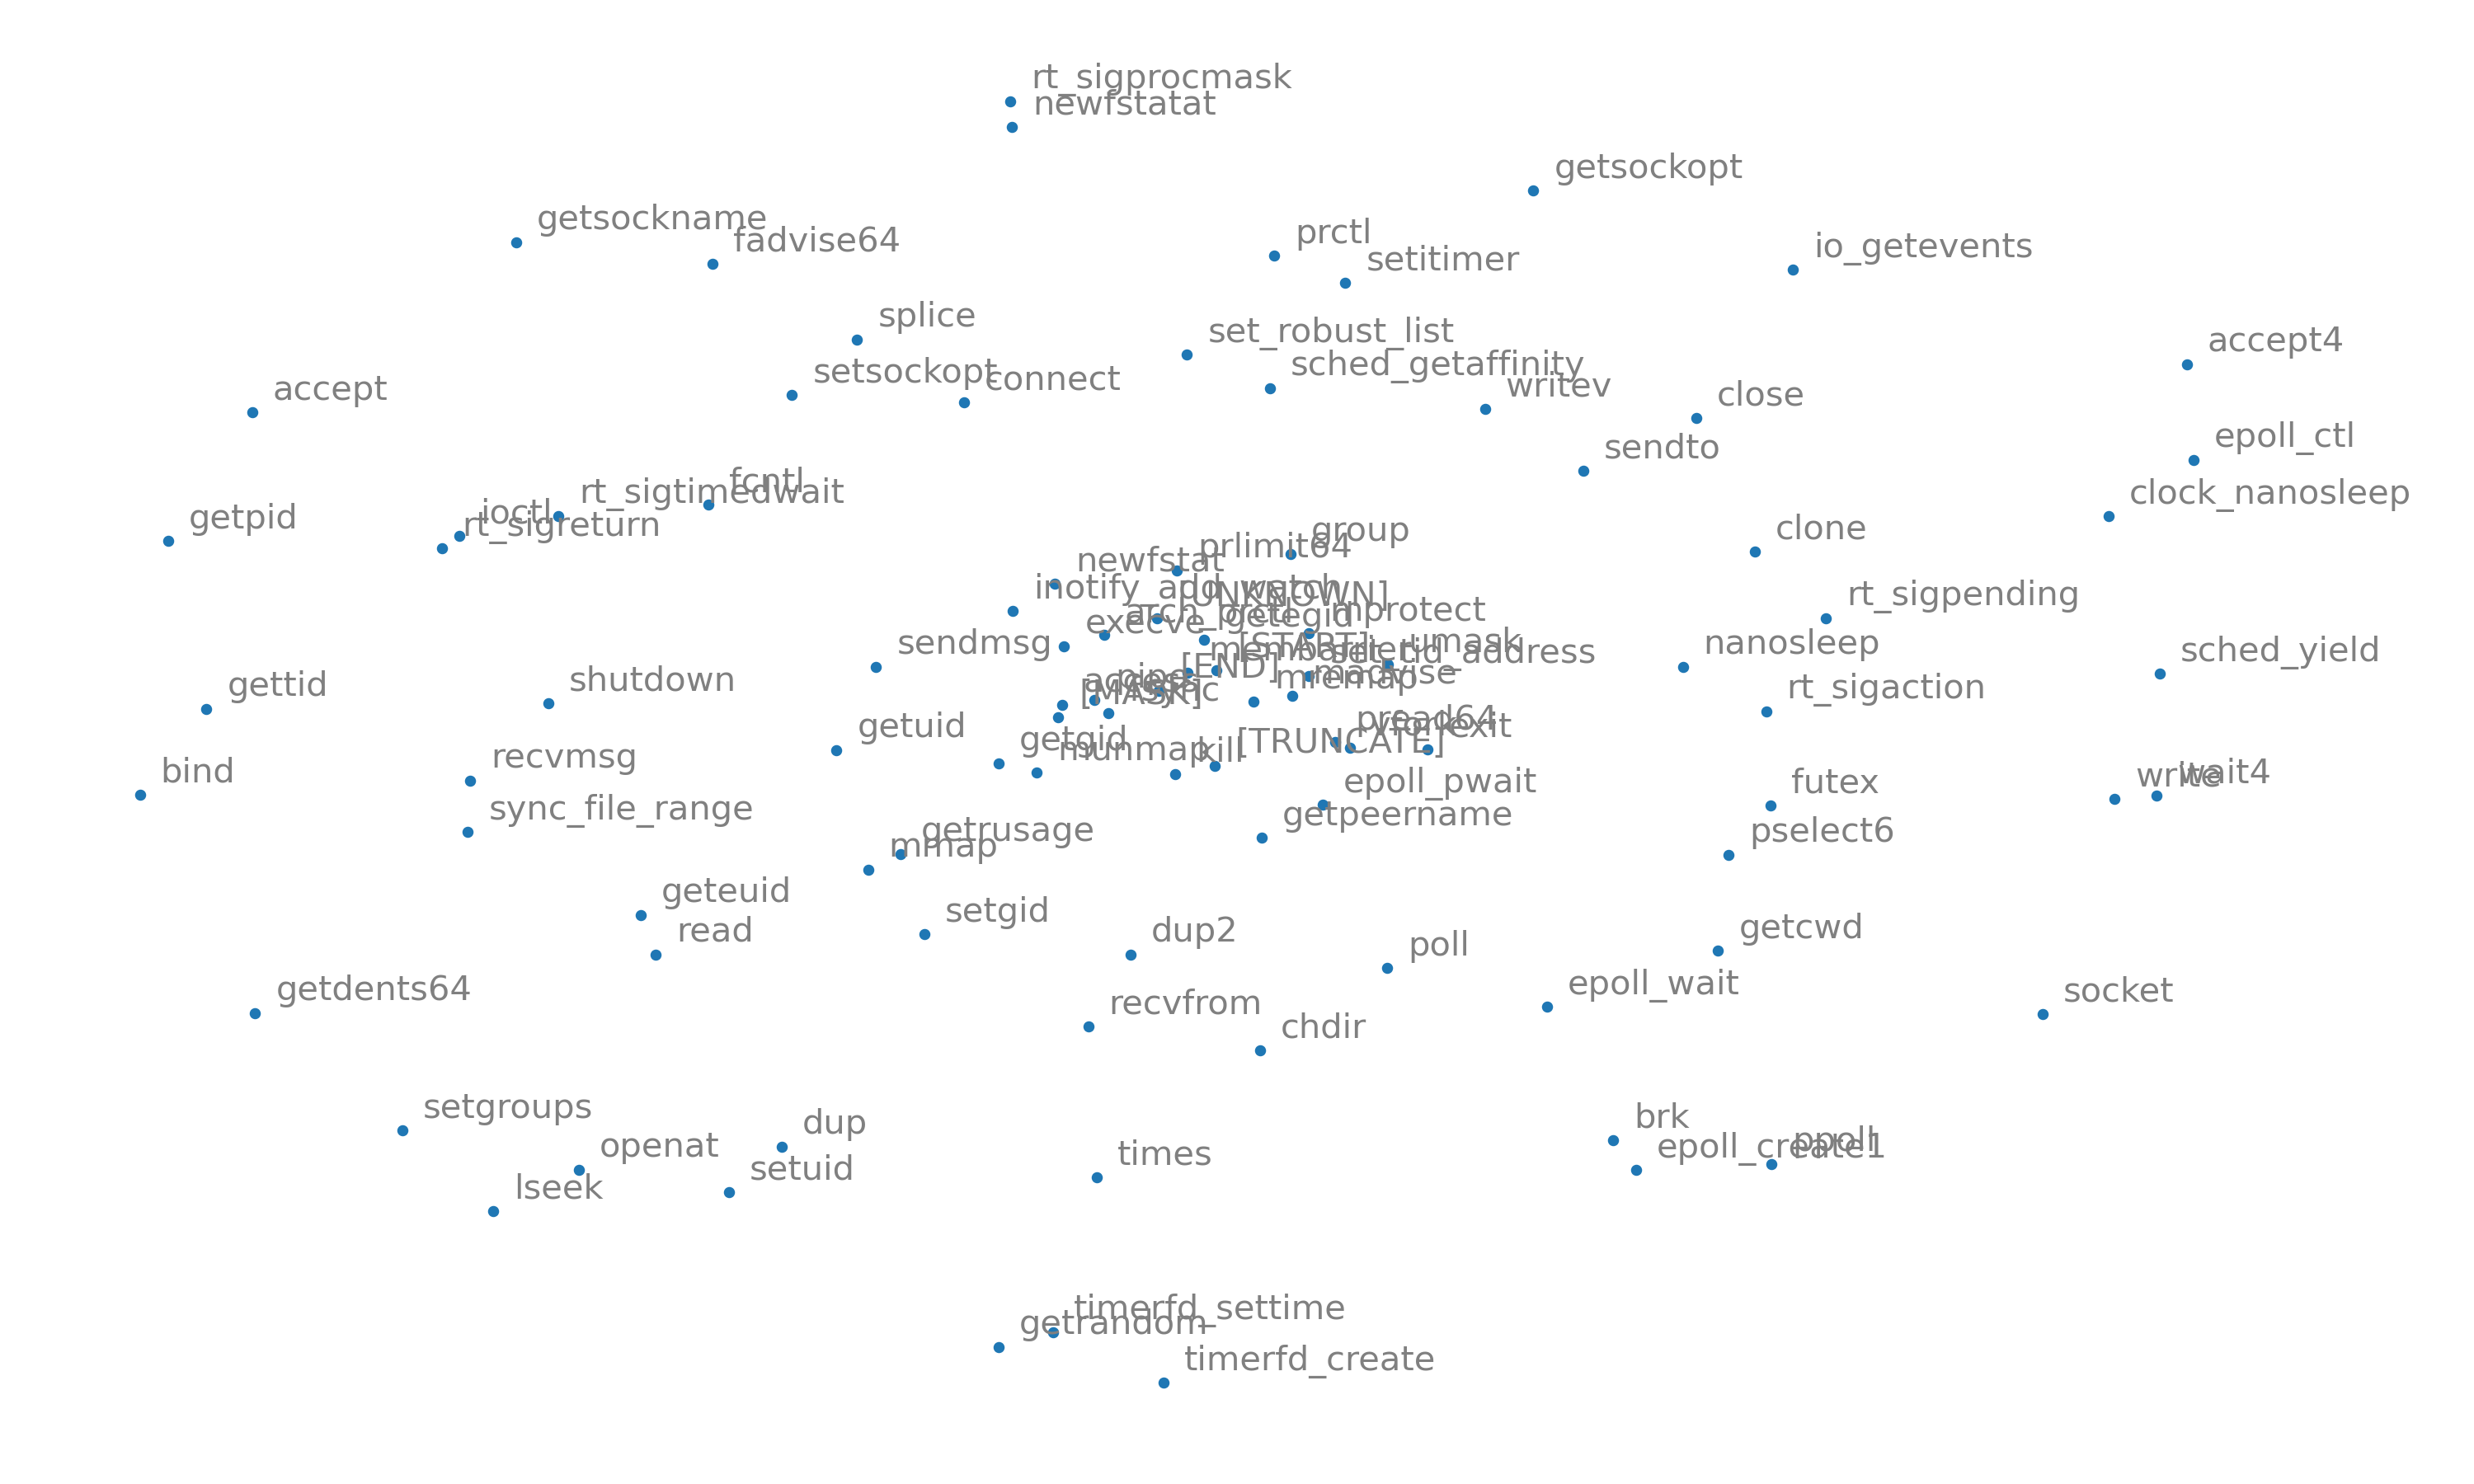 rt_sigprocmask
newfstatat
getsockopt
getsockname
fadvise64
prctl
setitimer
io_getevents
splice
set_robust_list
accept4
setsockopt
connect
sched_getaffinity
writev
close
accept
sendto
epoll_ctl
fcntl
rt_sigtimedwait
ioctl
rt_sigreturn
getpid
clock_nanosleep
clone
group
prlimit64
newfstat
inotify_add_watch
[UNKNOWN]
arch_prctl
getegid
mprotect
execve
rt_sigpending
sendmsg
[START]
umask
membarrier
set_tid_address
nanosleep
sched_yield
[END]
pipe
madvise
mremap
access
[MASK]
shutdown
gettid
rt_sigaction
getuid
getgid
munmap
kill
[TRUNCATE]
pread64
vfork
exit
recvmsg
bind
epoll_pwait
futex
write
wait4
sync_file_range
getpeername
getrusage
mmap
pselect6
geteuid
setgid
read
dup2
poll
getcwd
getdents64
recvfrom
epoll_wait
socket
chdir
setgroups
dup
brk
openat
setuid
times
epoll_create1
ppoll
lseek
timerfd_settime
getrandom
timerfd_create